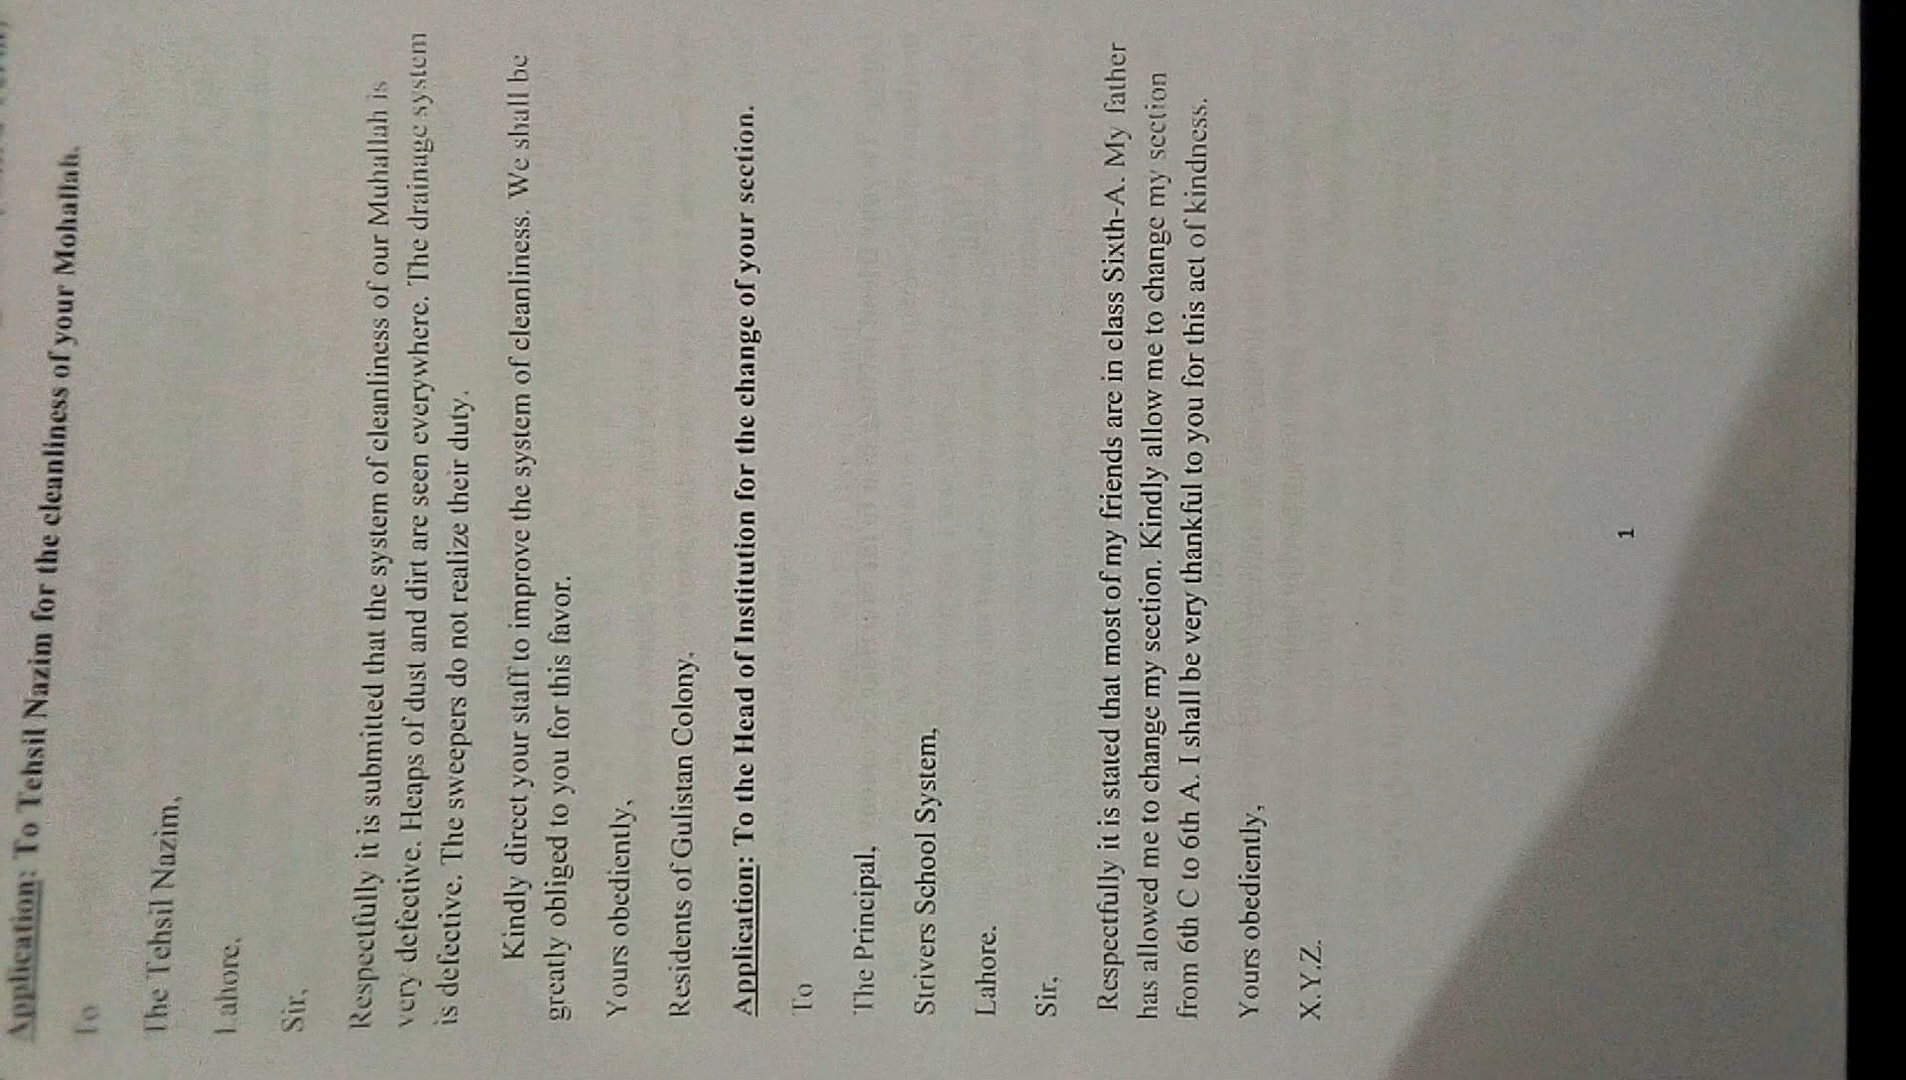 Application: To Tehsil Nazim for the cleanliness of your Mohallah.
To
The Tehsil Nazim,
Lahore.
Sir,
Respectfully it is submitted that the system of cleanliness of our Muhallah is
very defective. Heaps of dust and dirt are seen everywhere. The drainage system
is defective. The sweepers do not realize their duty.
Kindly direct your staff to improve the system of cleanliness. We shall be
greatly obliged to you for this favor.
Yours obediently,
Residents of Gulistan Colony.
Application: To the Head of Institution for the change of your section.
To
The Principal,
Strivers School System,
Lahore.
Sir,
Respectfully it is stated that most of my friends are in class Sixth-A. My father
has allowed me to change my section. Kindly allow me to change my section
from 6th C to 6th A. I shall be very thankful to you for this act of kindness.
Yours obediently,
X.Y.Z.
1